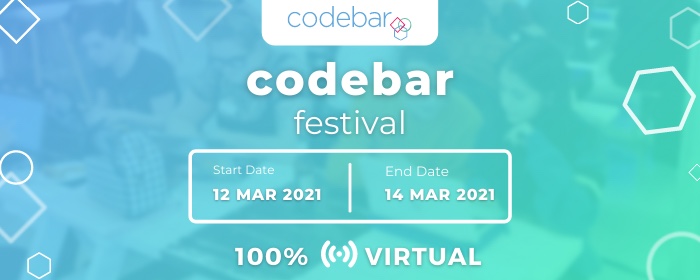 codebar
codebar
festival
Start Date
12 MAR 2021
End Date
14 MAR 2021
100% VIRTUAL